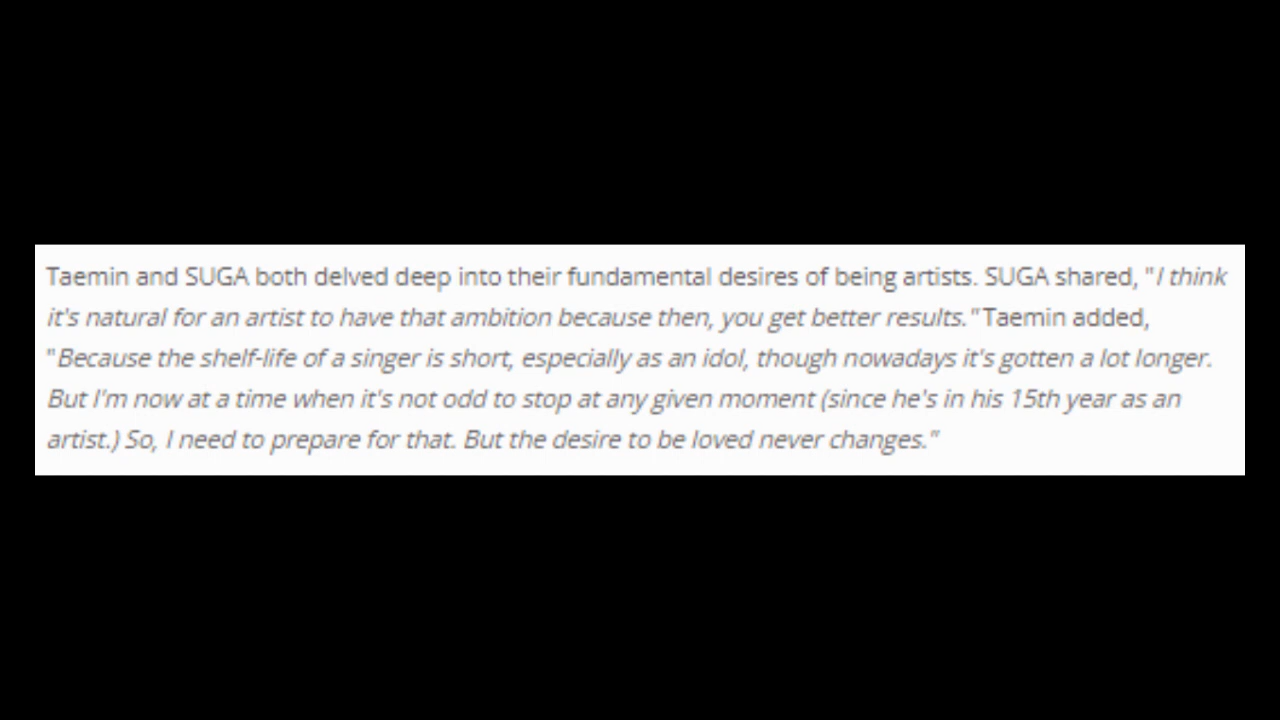 Taemin and SUGA both delved deep into their fundamental desires of being artists. SUGA shared, "I think
it's natural for an artist to have that ambition because then, you get better results." Taemin added,
"Because the shelf-life of a singer is short, especially as an idol, though nowadays it's gotten a lot longer.
But I'm now at a time when it's not odd to stop at any given moment (since he's in his 15th year as an
artist.) So, I need to prepare for that. But the desire to be loved never changes."